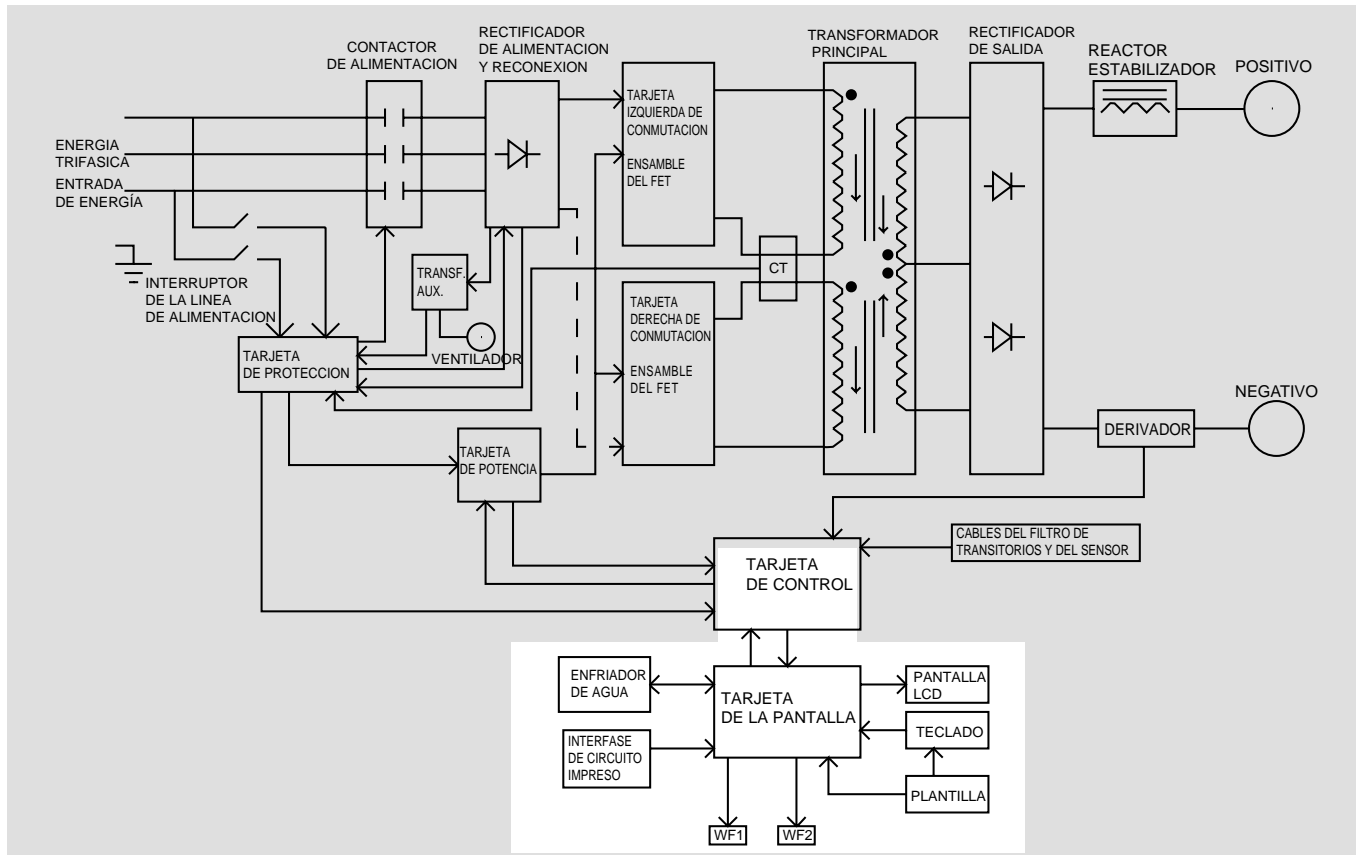 CONTACTOR
DE ALIMENTACION
RECTIFICADOR
DE ALIMENTACION
Y RECONEXION
TRANSFORMADOR
PRINCIPAL
RECTIFICADOR
DE SALIDA
REACTOR
ESTABILIZADOR
POSITIVO
ENERGIA
TRIFASICA
ENTRADA
DE ENERGÍA
TARJETA
IZQUIERDA DE
CONMUTACION
ENSAMBLE
DEL FET
INTERRUPTOR
DE LA LINEA
DE ALIMENTACION
TRANSF.
AUX.
CT
TARJETA
DERECHA DE
CONMUTACION
ENSAMBLE
DEL FET
VENTILADOR
TARJETA
DE PROTECCION
NEGATIVO
DERIVADOR
TARJETA
DE POTENCIA
CABLES DEL FILTRO DE
TRANSITORIOS Y DEL SENSOR
TARJETA
DE CONTROL
ENFRIADOR
DE AGUA
TARJETA
DE LA PANTALLA
PANTALLA
LCD
TECLADO
INTERFASE
DE CIRCUITO
IMPRESO
PLANTILLA
WF1
WF2